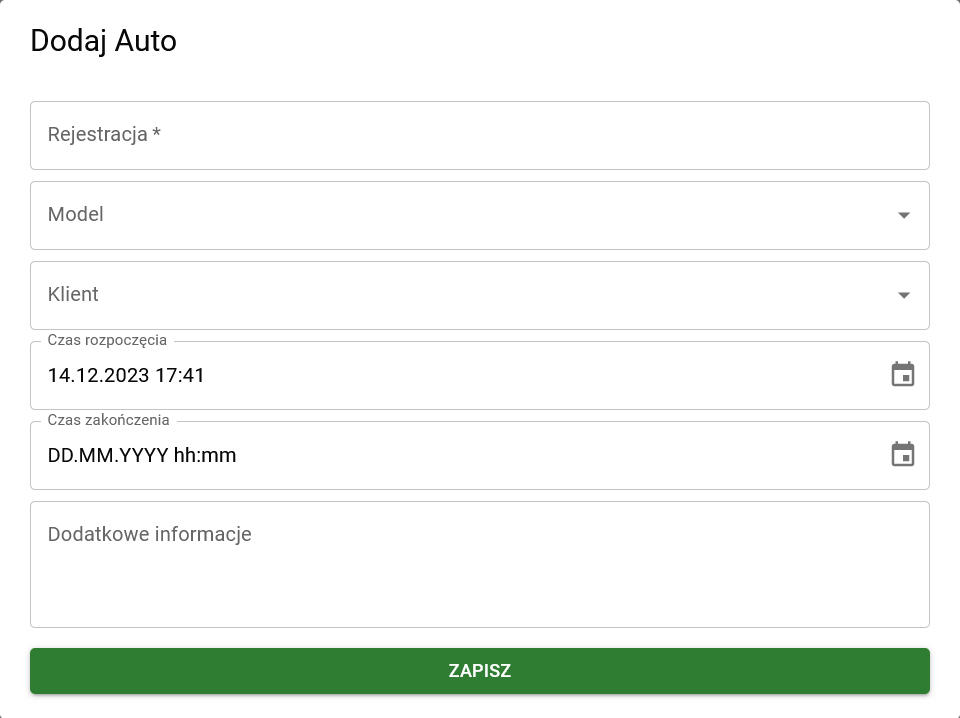 Dodaj Auto
Rejestracja *
Model
Klient
Czas rozpoczęcia
14.12.2023 17:41
Czas zakończenia
DD.MM.YYYY hh:mm
Dodatkowe informacje
ZAPISZ